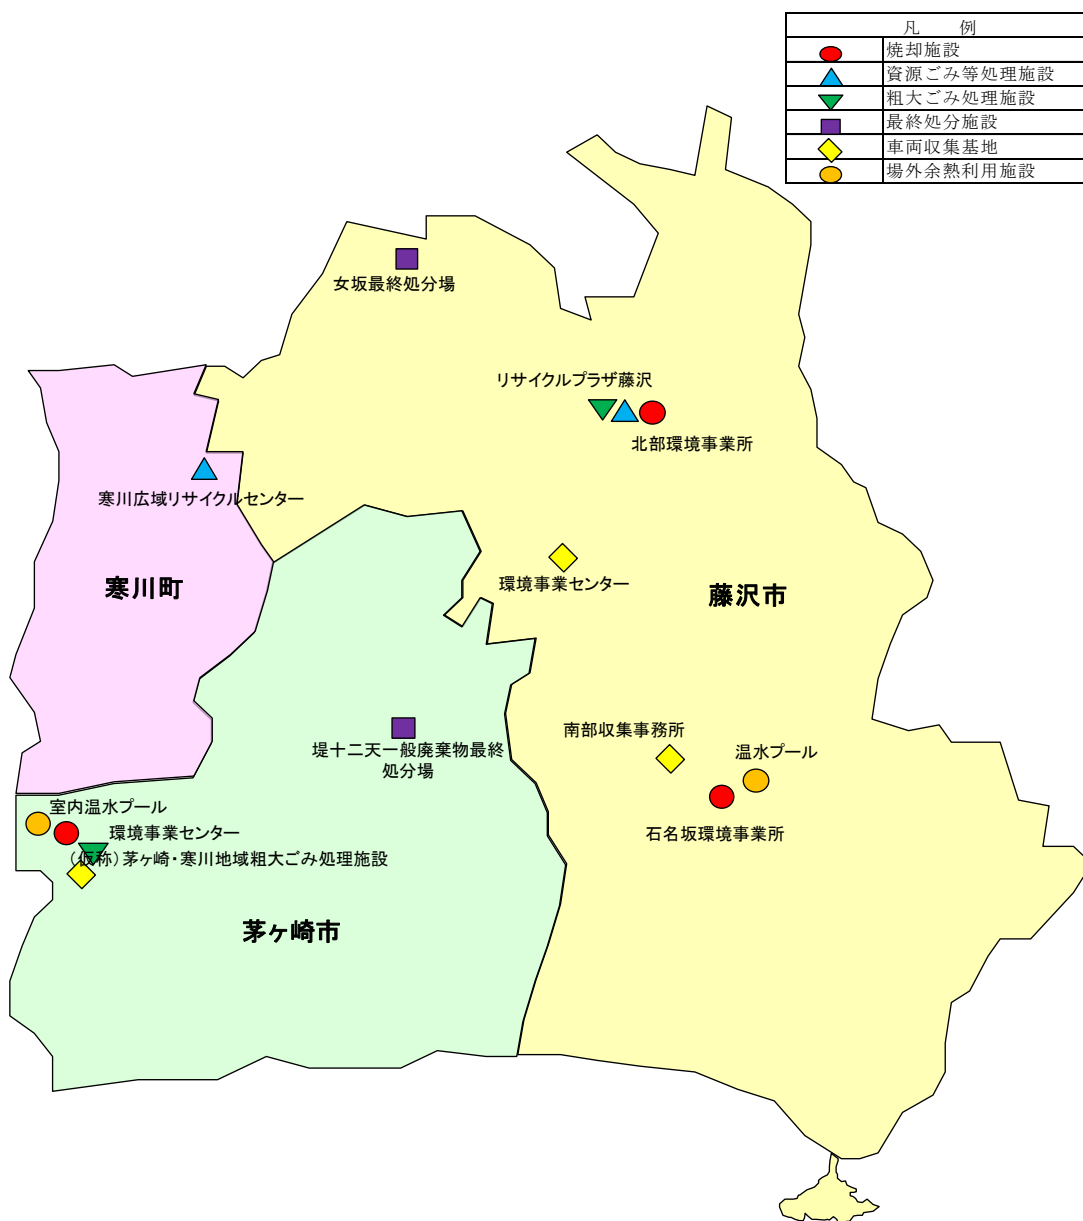 凡 例
焼却施設
資源ごみ等処理施設
粗大ごみ処理施設
最終処分施設
車両収集基地
場外余熱利用施設
女坂最終処分場
リサイクルプラザ藤沢
北部環境事業所
寒川広域リサイクルセンター
寒川町
環境事業センター
藤沢市
南部収集事務所
温水プール
堤十二天一般廃棄物最終
処分場
石名坂環境事業所
室内温水プール
環境事業センター
(仮称)茅ヶ崎・寒川地域粗大ごみ処理施設
茅ヶ崎市